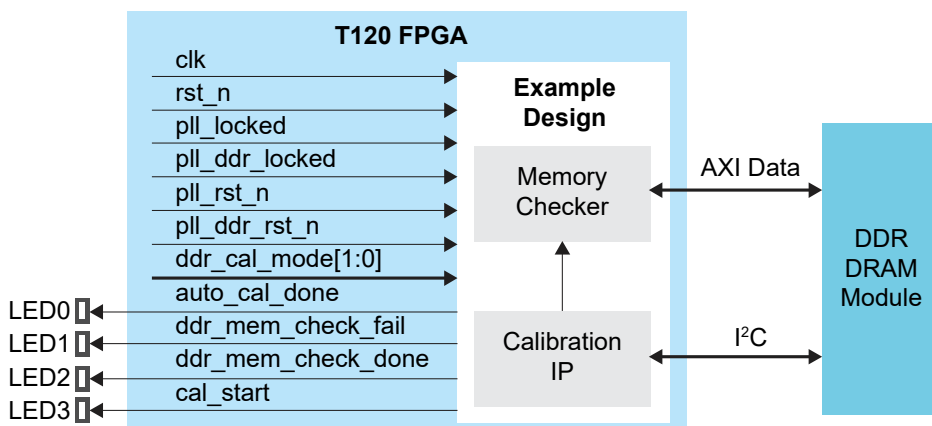 T120 FPGA
clk
rst_n
pll_locked
pll_ddr_locked
pll_rst_n
pll_ddr_rst_n
ddr_cal_mode[1:0]
auto_cal_done
ddr_mem_check_fail
ddr_mem_check_done
cal_start
LED0
LED1
LED2
LED3
Example
Design
Memory
Checker
Calibration
IP
AXI Data
I²C
DDR
DRAM
Module